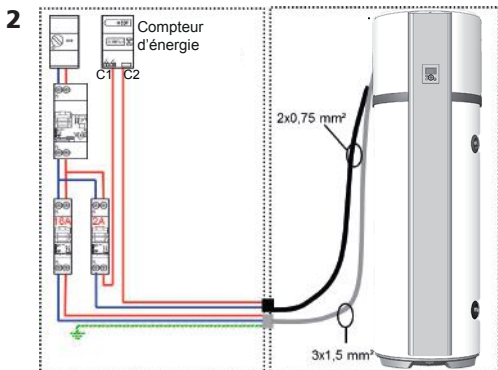 2
Compteur
d'énergie
C1 C2
2x0,75 mm²
16A
2A
3x1,5 mm²